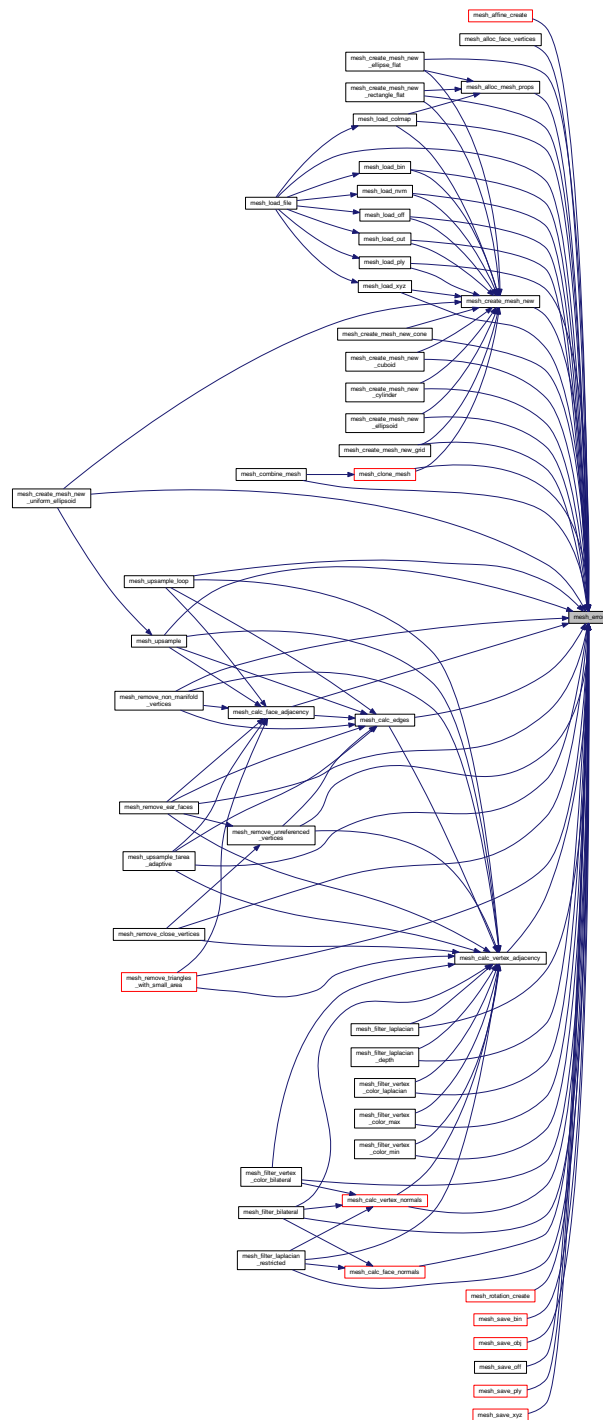 mesh_affine_create
mesh_alloc_face_vertices
mesh_create_mesh_new
_ellipse_flat
mesh_alloc_mesh_props
mesh_create_mesh_new
_rectangle_flat
mesh_load_colmap
mesh_load_bin
mesh_load_nvm
mesh_load_file
mesh_load_off
mesh_load_out
mesh_load_ply
mesh_load_xyz
mesh_create_mesh_new
mesh_create_mesh_new_cone
mesh_create_mesh_new
_cuboid
mesh_create_mesh_new
_cylinder
mesh_create_mesh_new
_ellipsoid
mesh_create_mesh_new_grid
mesh_combine_mesh
mesh_clone_mesh
mesh_create_mesh_new
_uniform_ellipsoid
mesh_upsample_loop
mesh_error
mesh_upsample
mesh_remove_non_manifold
_vertices
mesh_calc_face_adjacency
mesh_calc_edges
mesh_remove_ear_faces
mesh_remove_unreferenced
_vertices
mesh_upsample_tarea
_adaptive
mesh_remove_close_vertices
mesh_calc_vertex_adjacency
mesh_remove_triangles
_with_small_area
mesh_filter_laplacian
mesh_filter_laplacian
_depth
mesh_filter_vertex
_color_laplacian
mesh_filter_vertex
_color_max
mesh_filter_vertex
_color_min
mesh_filter_vertex
_color_bilateral
mesh_calc_vertex_normals
mesh_filter_bilateral
mesh_filter_laplacian
_restricted
mesh_calc_face_normals
mesh_rotation_create
mesh_save_bin
mesh_save_obj
mesh_save_off
mesh_save_ply
mesh_save_xyz